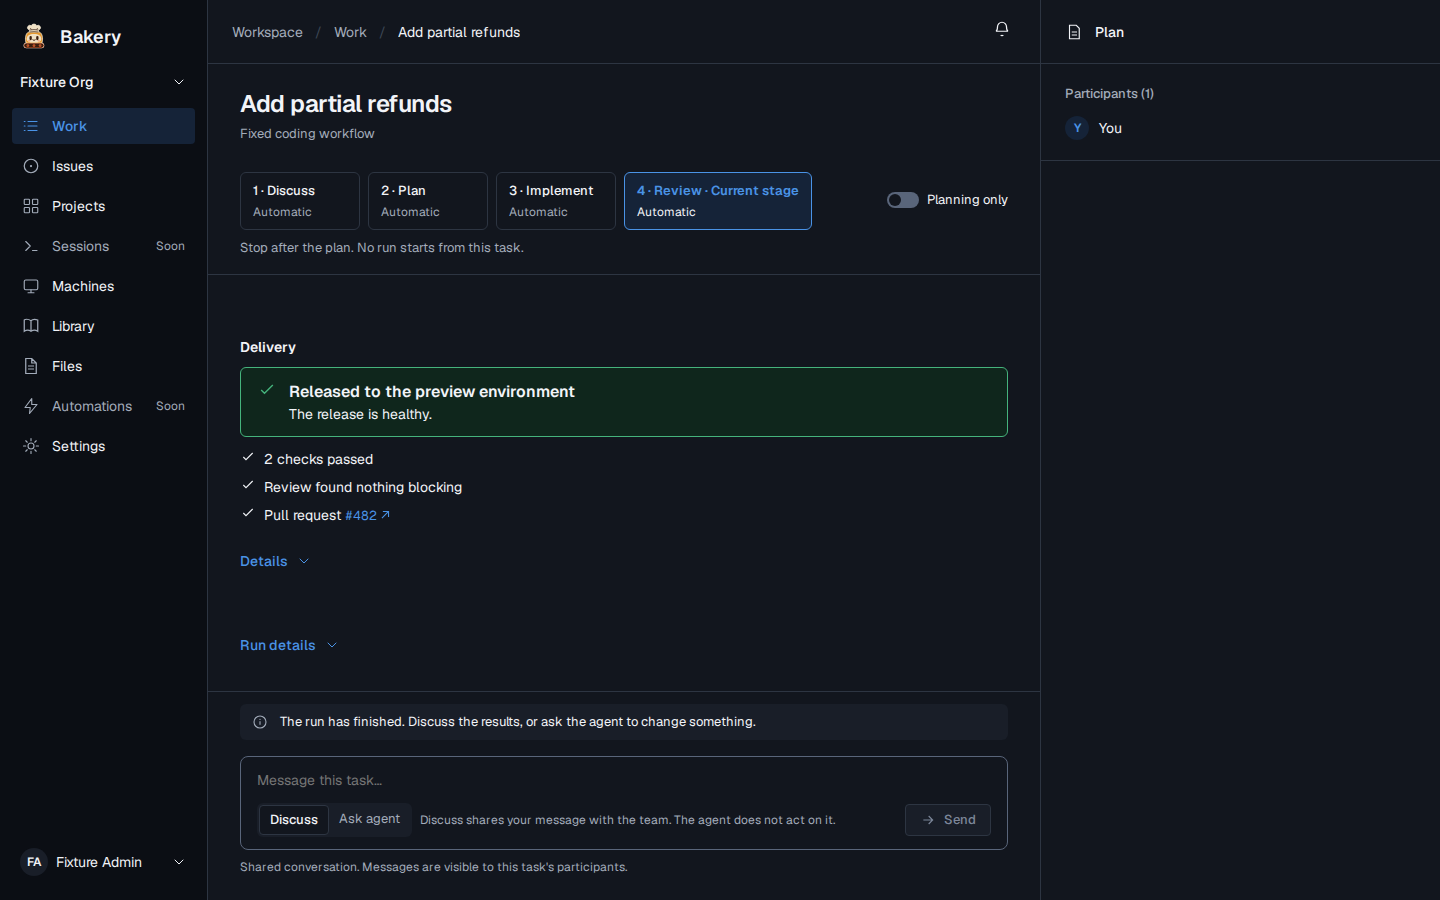 Bakery
Fixture Org
Work
Issues
Projects
Sessions Soon
Machines
Library
Files
Automations Soon
Settings
FA Fixture Admin
Workspace / Work / Add partial refunds
Add partial refunds
Fixed coding workflow
1 · Discuss
Automatic
2 · Plan
Automatic
3 · Implement
Automatic
4 · Review · Current stage
Automatic
Planning only
Stop after the plan. No run starts from this task.
Delivery
Released to the preview environment
The release is healthy.
2 checks passed
Review found nothing blocking
Pull request #482
Details
Run details
The run has finished. Discuss the results, or ask the agent to change something.
Message this task...
Discuss Ask agent Discuss shares your message with the team. The agent does not act on it. Send
Shared conversation. Messages are visible to this task's participants.
Plan
Participants (1)
Y You